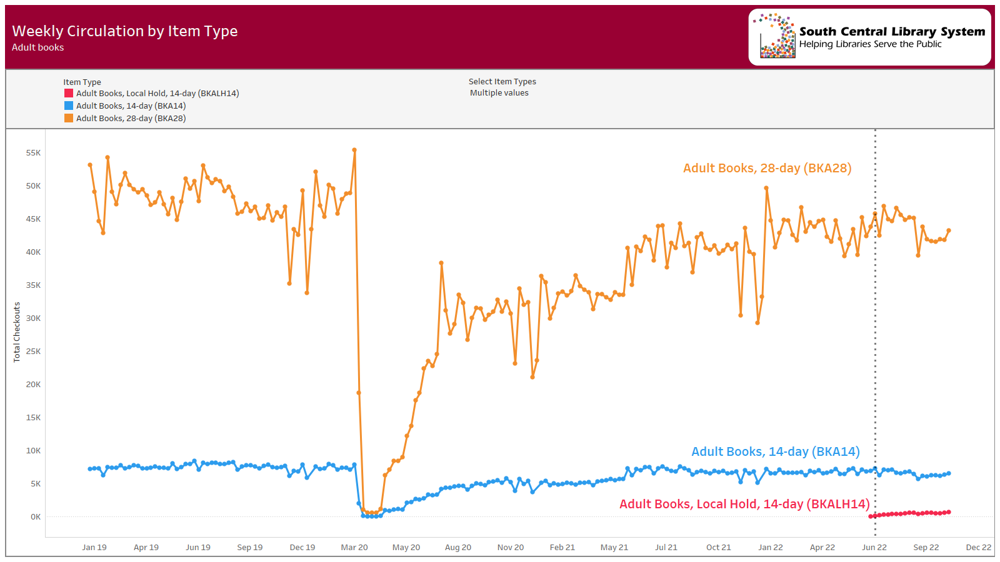 Weekly Circulation by Item Type
Adult books
South Central Library System
Helping Libraries Serve the Public
Item Type
Adult Books, Local Hold, 14-day (BKALH14)
Adult Books, 14-day (BKA14)
Adult Books, 28-day (BKA28)
Select Item Types
Multiple values
Total Checkouts
55K
50K
45K
40K
35K
30K
25K
20K
15K
10K
5K
0K
Adult Books, 28-day (BKA28)
Adult Books, 14-day (BKA14)
Adult Books, Local Hold, 14-day (BKALH14)
Jan 19 Apr 19 Jun 19 Sep 19 Dec 19 Mar 20 May 20 Aug 20 Nov 20 Feb 21 May 21 Jul 21 Oct 21 Jan 22 Apr 22 Jun 22 Sep 22 Dec 22